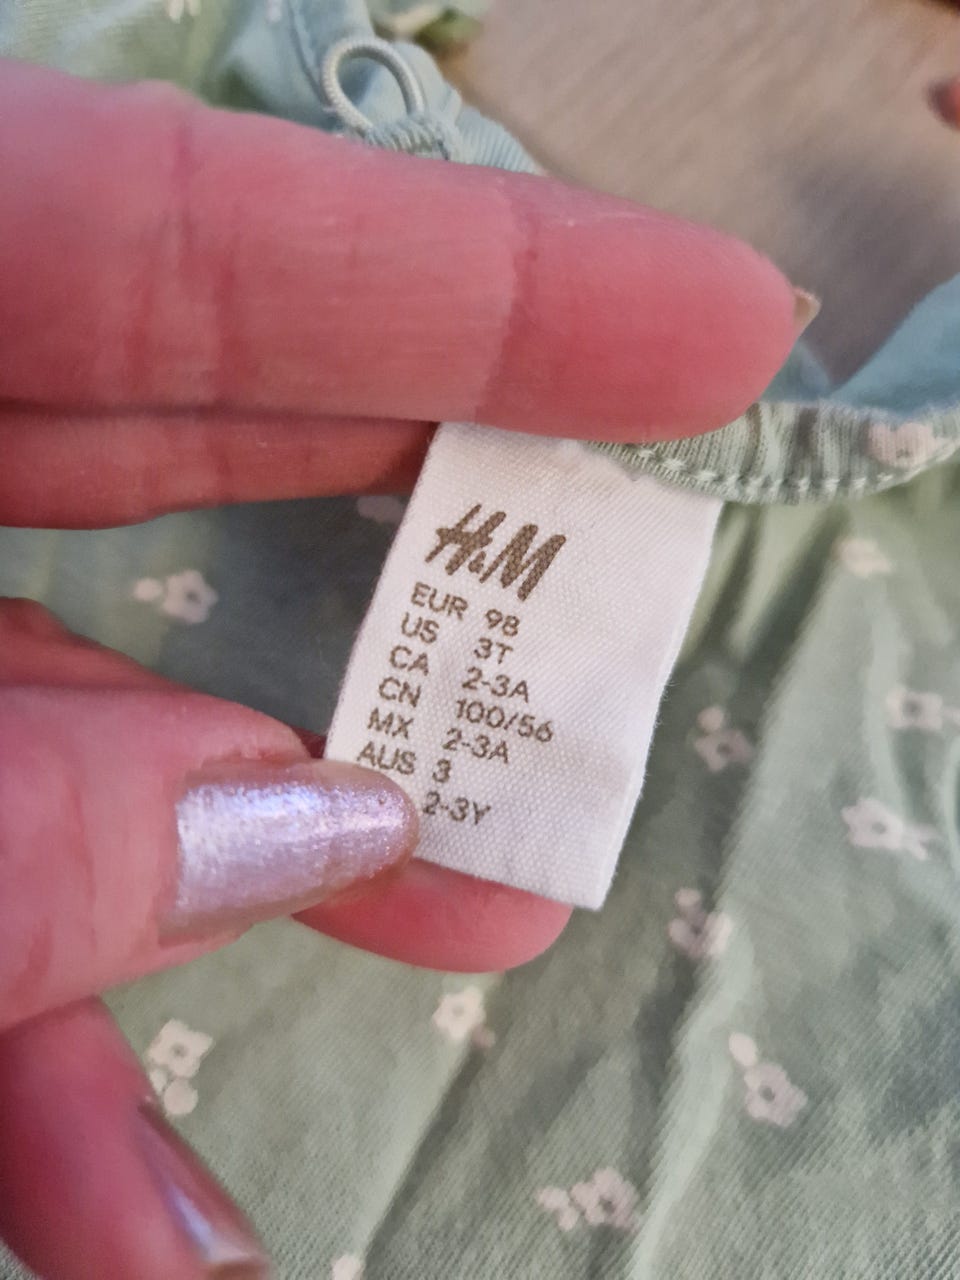 H&M
EUR 98
US 3T
CA 2-3A
CN 100/56
MX 2-3A
AUS 3
2-3Y